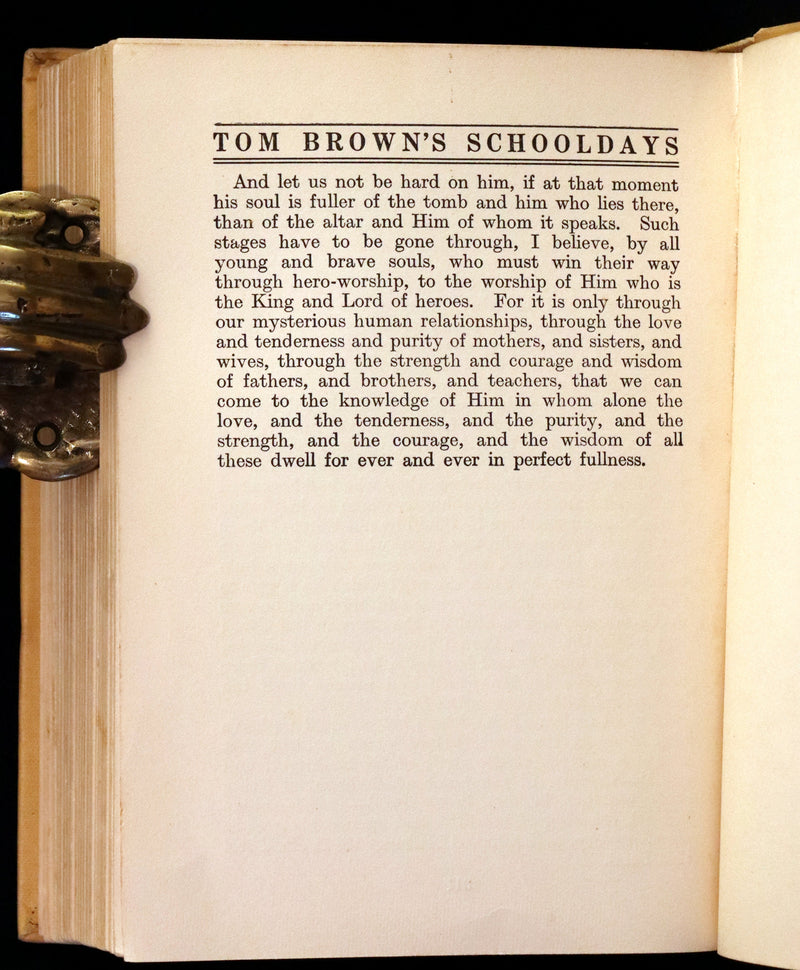 TOM BROWN'S SCHOOLDAYS
And let us not be hard on him, if at that moment
his soul is fuller of the tomb and him who lies there,
than of the altar and Him of whom it speaks. Such
stages have to be gone through, I believe, by all
young and brave souls, who must win their way
through hero-worship, to the worship of Him who is
the King and Lord of heroes. For it is only through
our mysterious human relationships, through the love
and tenderness and purity of mothers, and sisters, and
wives, through the strength and courage and wisdom
of fathers, and brothers, and teachers, that we can
come to the knowledge of Him in whom alone the
love, and the tenderness, and the purity, and the
strength, and the courage, and the wisdom of all
these dwell for ever and ever in perfect fullness.